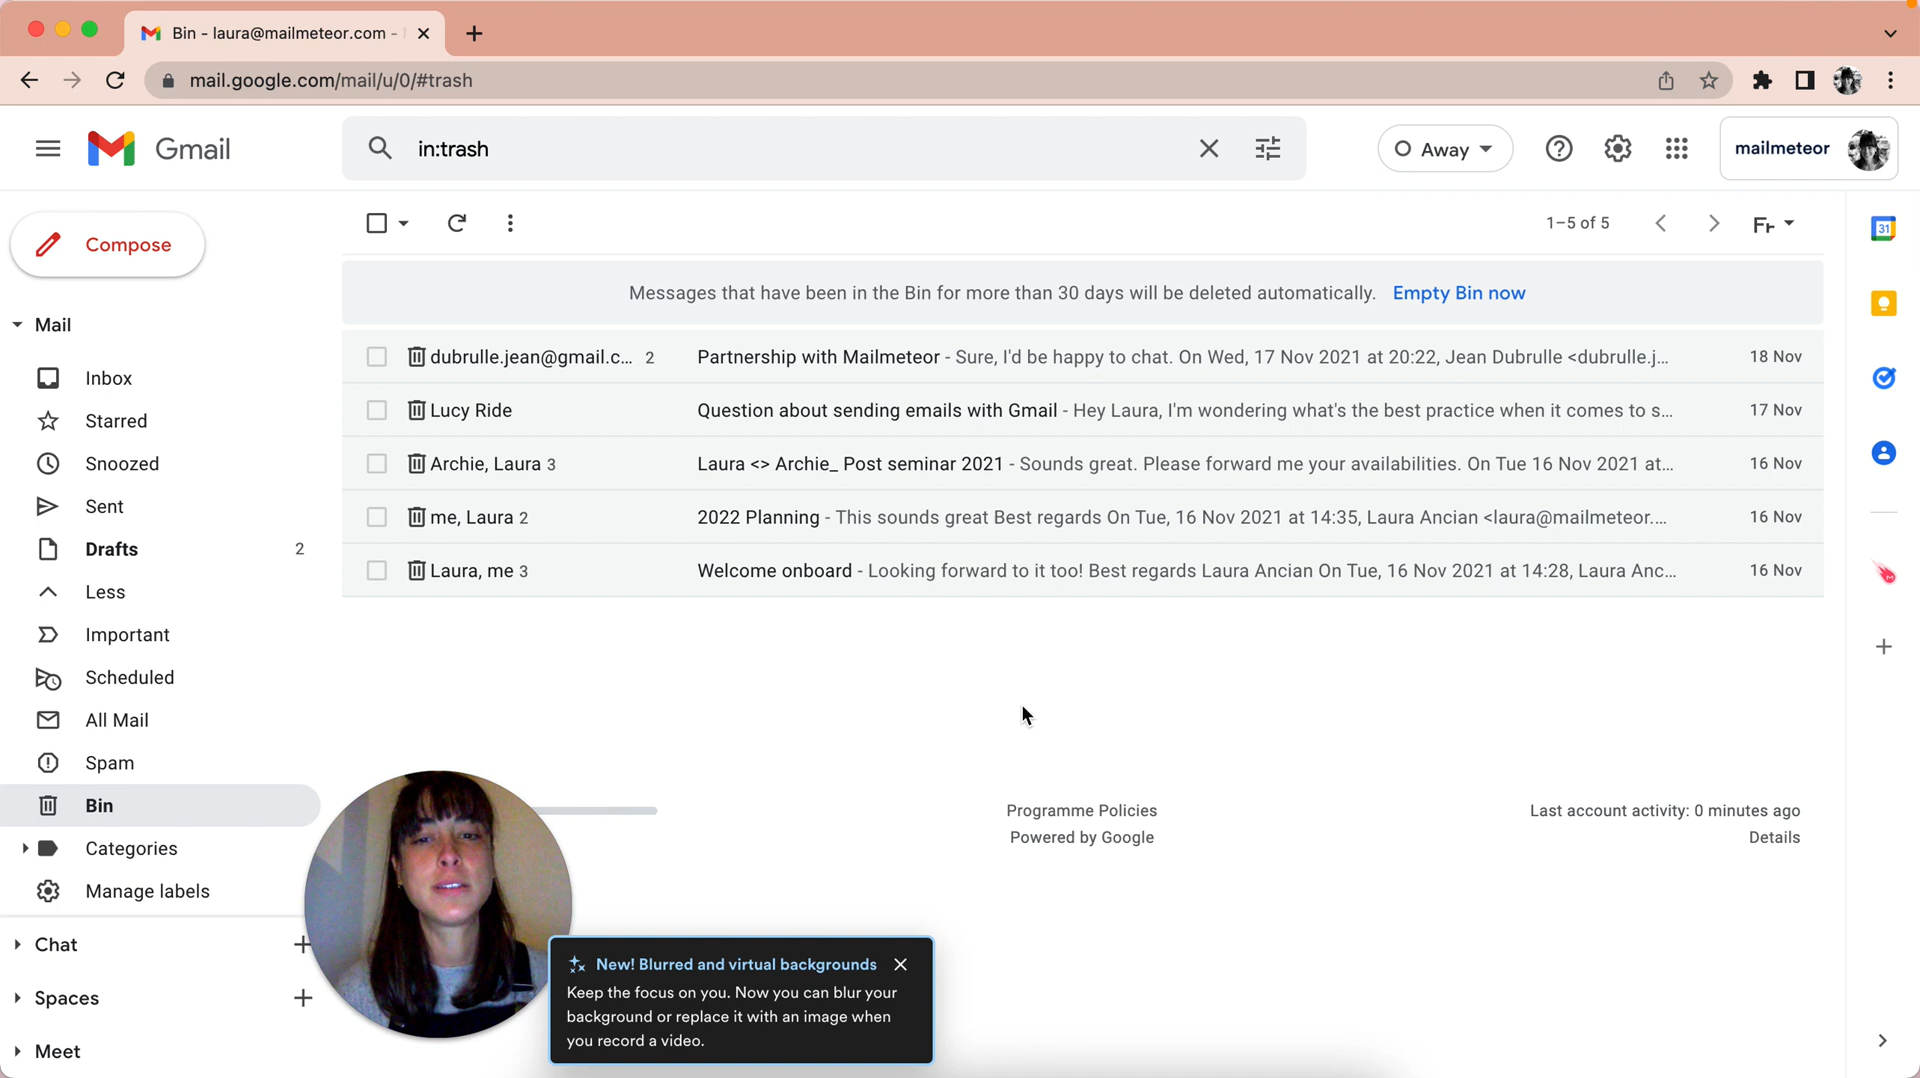 Bin - laura@mailmeteor.com -
mail.google.com/mail/u/0/#trash
Gmail
in:trash
Away
mailmeteor
Compose
1–5 of 5
Fr
31
Messages that have been in the Bin for more than 30 days will be deleted automatically. Empty Bin now
Mail
Inbox
Starred
Snoozed
Sent
Drafts 2
Less
Important
Scheduled
All Mail
Spam
Bin
Categories
Manage labels
Chat
Spaces
Meet
dubrulle.jean@gmail.c... 2 Partnership with Mailmeteor - Sure, I'd be happy to chat. On Wed, 17 Nov 2021 at 20:22, Jean Dubrulle <dubrulle.j... 18 Nov
Lucy Ride Question about sending emails with Gmail - Hey Laura, I'm wondering what's the best practice when it comes to s... 17 Nov
Archie, Laura 3 Laura <> Archie_ Post seminar 2021 - Sounds great. Please forward me your availabilities. On Tue 16 Nov 2021 at... 16 Nov
me, Laura 2 2022 Planning - This sounds great Best regards On Tue, 16 Nov 2021 at 14:35, Laura Ancian <laura@mailmeteor.... 16 Nov
Laura, me 3 Welcome onboard - Looking forward to it too! Best regards Laura Ancian On Tue, 16 Nov 2021 at 14:28, Laura Anc... 16 Nov
Programme Policies
Powered by Google
Last account activity: 0 minutes ago
Details
New! Blurred and virtual backgrounds
Keep the focus on you. Now you can blur your
background or replace it with an image when
you record a video.